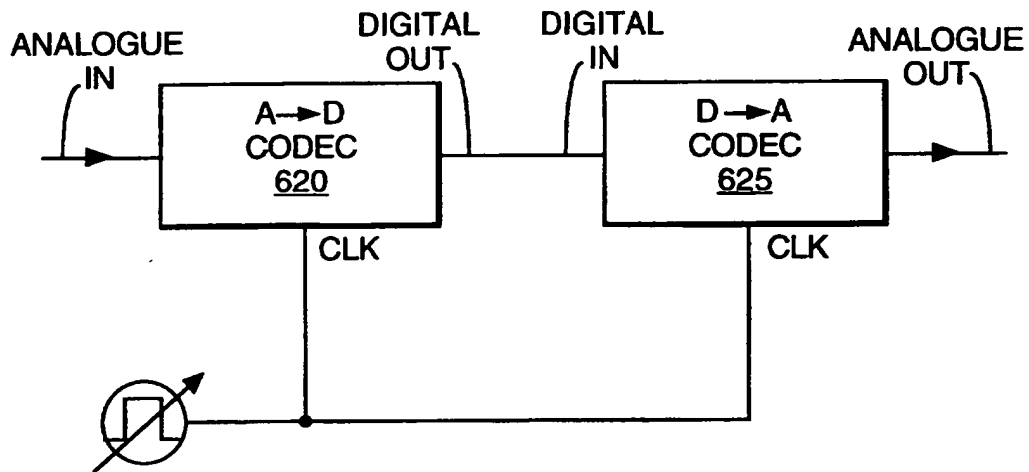 ANALOGUE
IN
A→D
CODEC
620
CLK
DIGITAL
OUT
DIGITAL
IN
D→A
CODEC
625
CLK
ANALOGUE
OUT